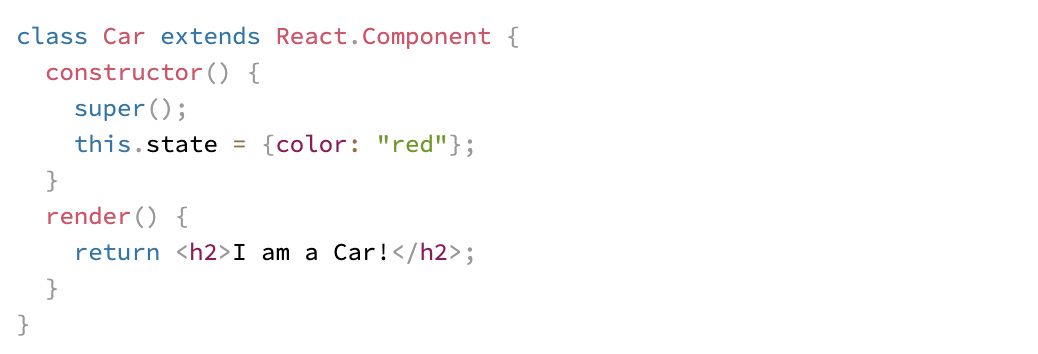 class Car extends React.Component {
  constructor() {
    super();
    this.state = {color: "red"};
  }
  render() {
    return <h2>I am a Car!</h2>;
  }
}